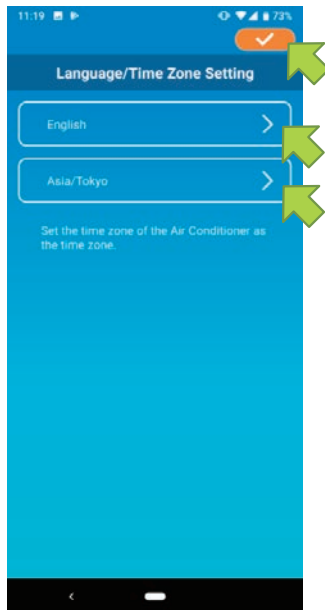 11:19 73%
Language/Time Zone Setting
English
Asia/Tokyo
Set the time zone of the Air Conditioner as
the time zone.